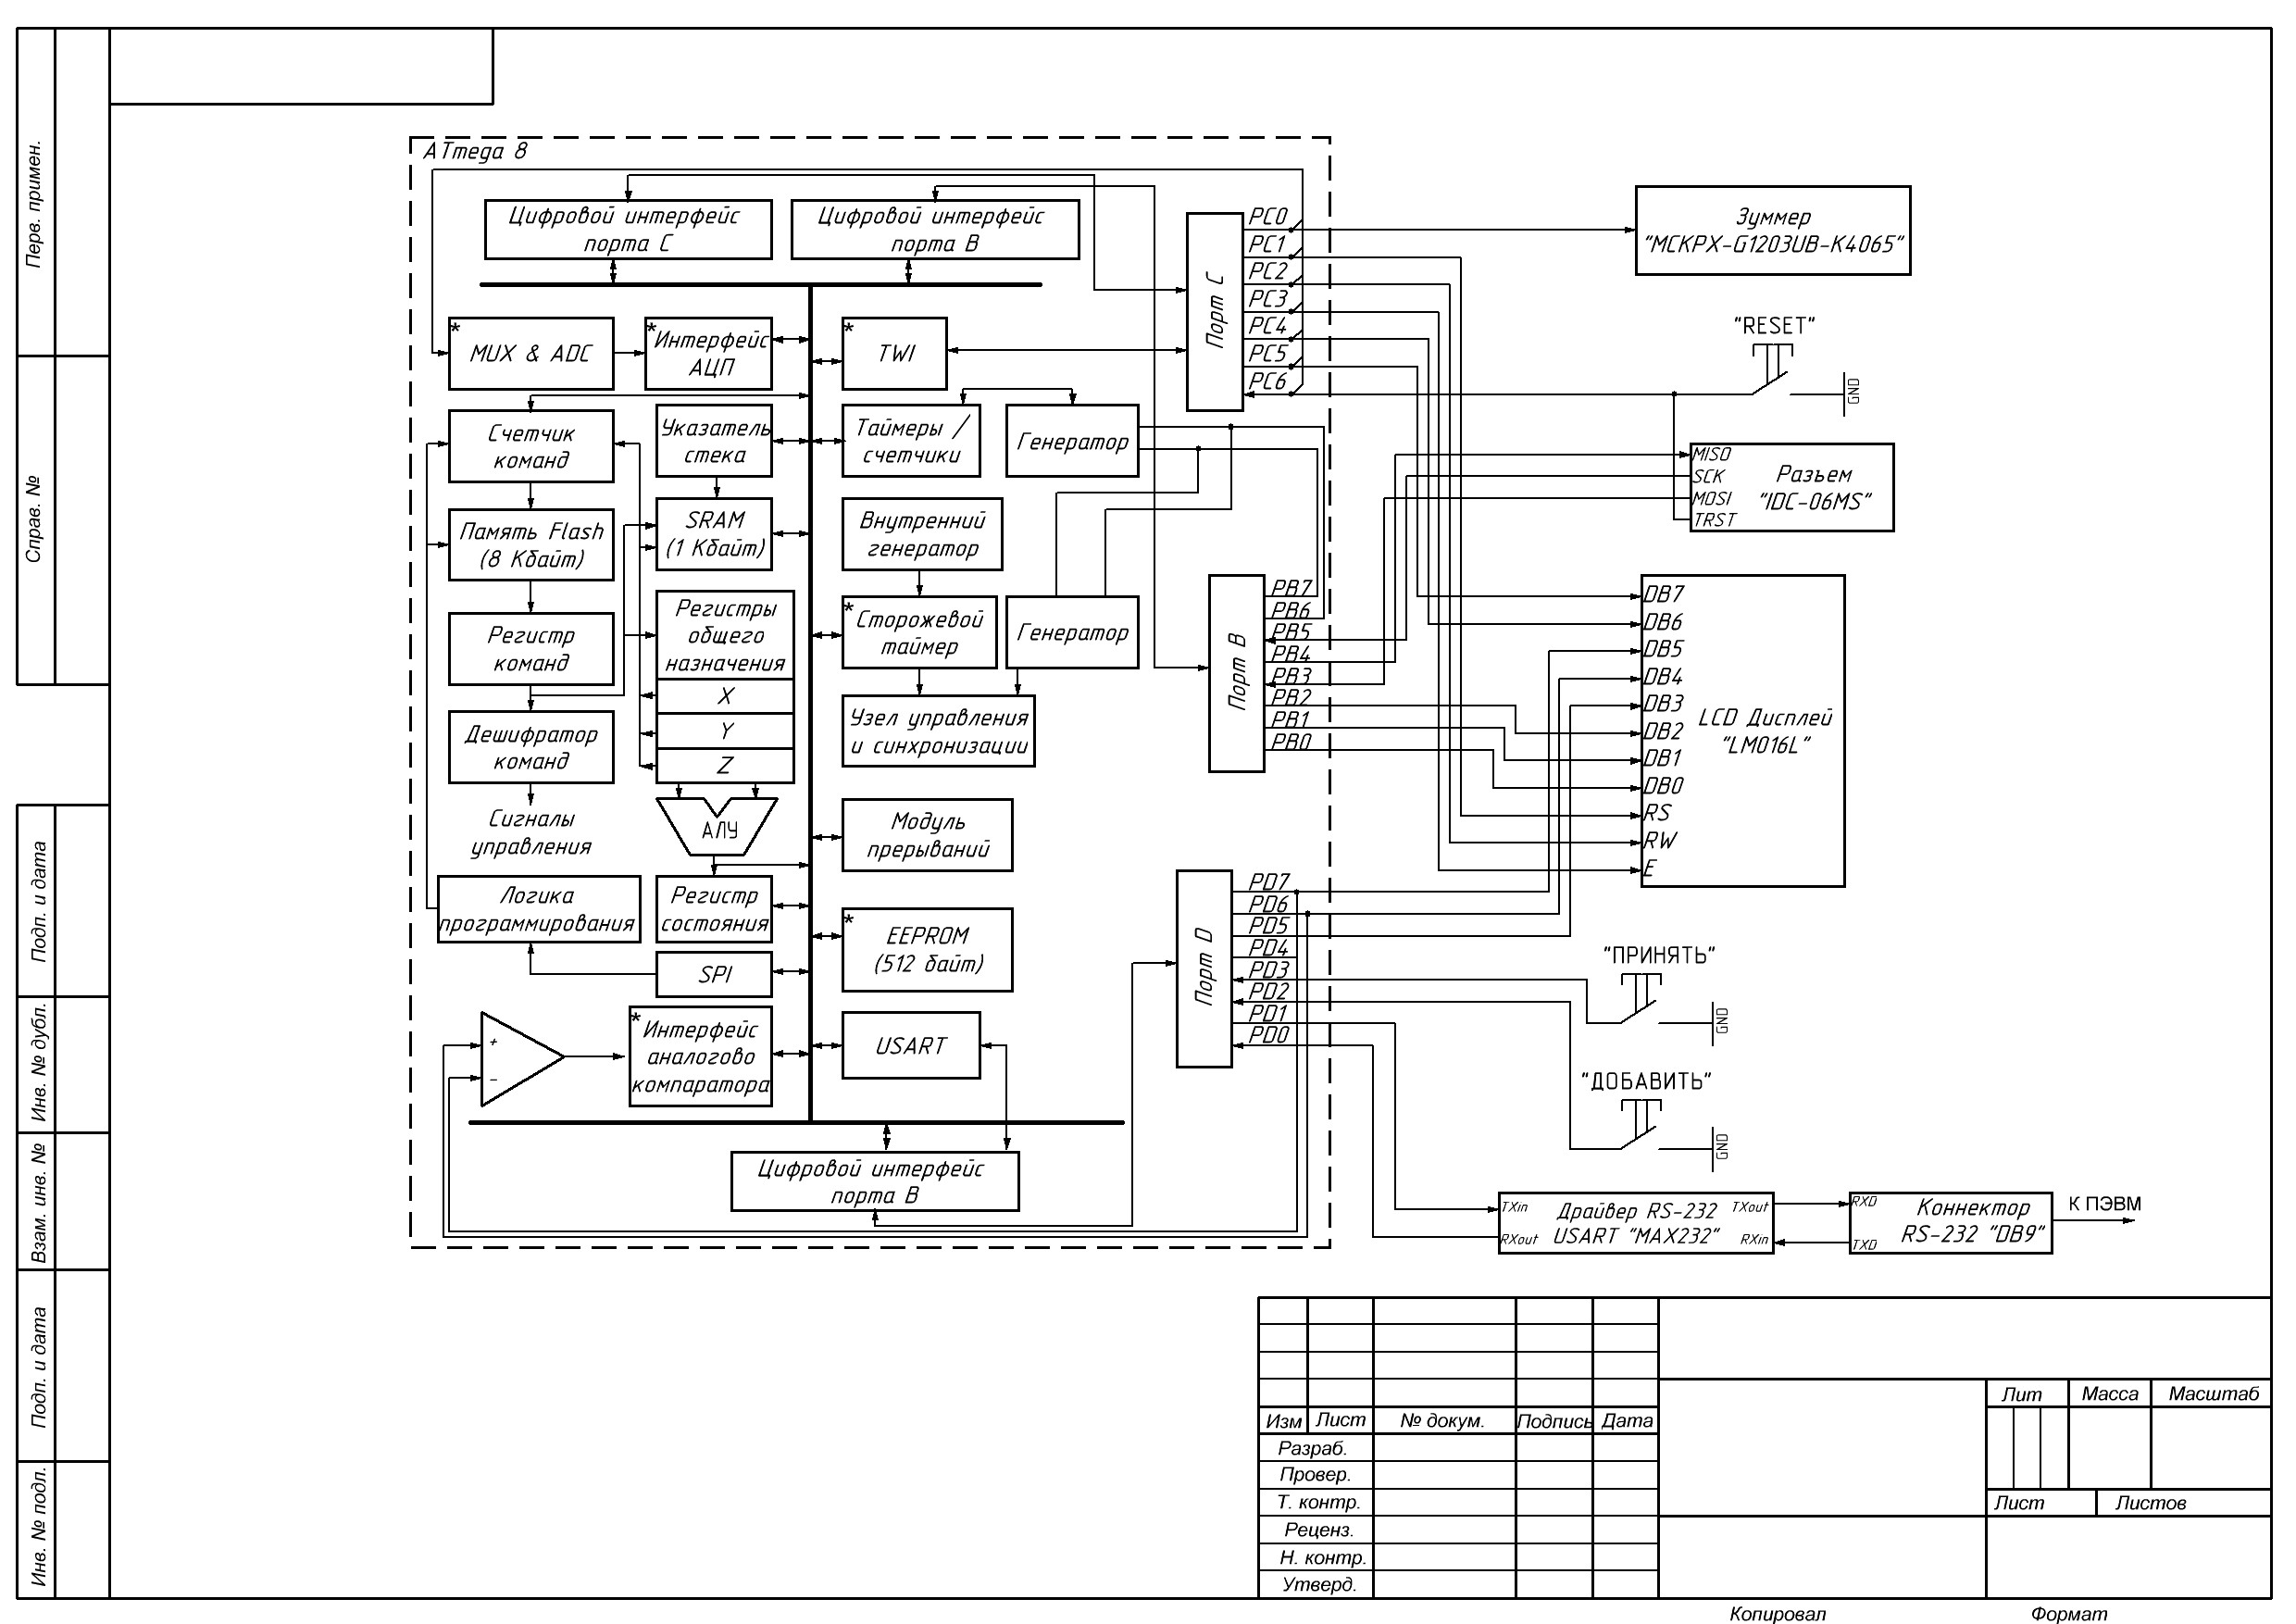 Перв. примен.
Справ. №
Подп. и дата
Инв. № дубл.
Взам. инв. №
Подп. и дата
Инв. № подл.
ATmega 8
Цифровой интерфейс
порта C
Цифровой интерфейс
порта B
*
MUX & ADC
*
Интерфейс
АЦП
*
TWI
Счетчик
команд
Указатель
стека
Таймеры /
счетчики
Генератор
Память Flash
(8 Кбайт)
SRAM
(1 Кбайт)
Внутренний
генератор
Регистр
команд
Регистры
общего
назначения
X
Y
Z
*
Сторожевой
таймер
Генератор
Дешифратор
команд
Узел управления
и синхронизации
Сигналы
управления
АЛУ
Модуль
прерываний
Логика
программирования
Регистр
состояния
*
EEPROM
(512 байт)
SPI
+
-
*
Интерфейс
аналогово
компаратора
USART
Цифровой интерфейс
порта B
Порт C
PC0
PC1
PC2
PC3
PC4
PC5
PC6
Порт B
PB7
PB6
PB5
PB4
PB3
PB2
PB1
PB0
Порт D
PD7
PD6
PD5
PD4
PD3
PD2
PD1
PD0
Зуммер
"MCKPX-G1203UB-K4065"
"RESET"
GND
MISO
SCK
MOSI
TRST
Разъем
"IDC-06MS"
DB7
DB6
DB5
DB4
DB3
DB2
DB1
DB0
RS
RW
E
LCD Дисплей
"LM016L"
"ПРИНЯТЬ"
GND
"ДОБАВИТЬ"
GND
TXin
RXout
Драйвер RS-232
USART "MAX232"
TXout
RXin
RXD
TXD
Коннектор
RS-232 "DB9"
К ПЭВМ
Изм Лист № докум. Подпись Дата
Разраб.
Провер.
Т. контр.
Реценз.
Н. контр.
Утверд.
Лит Масса Масштаб
Лист Листов
Копировал Формат